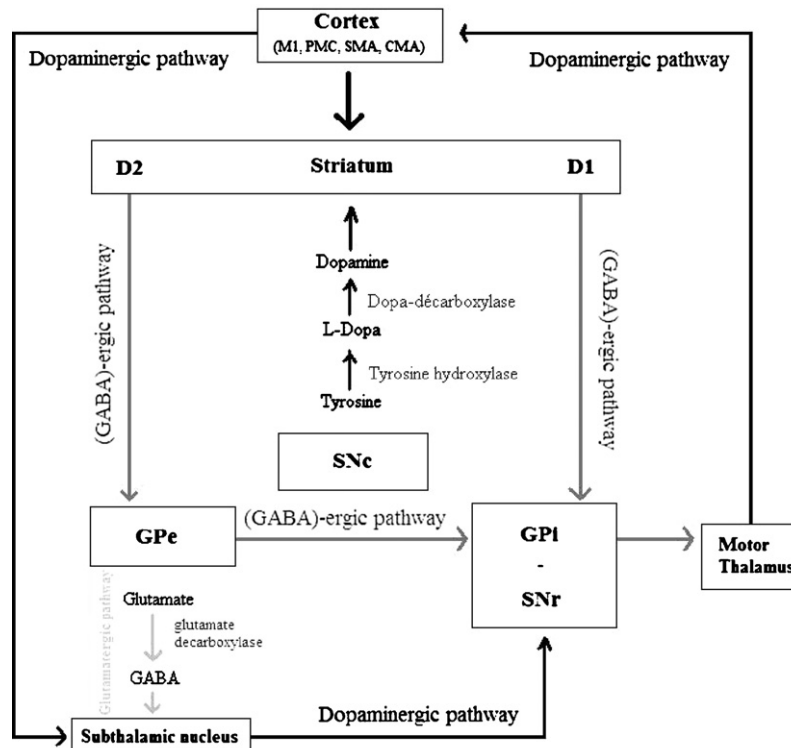 Cortex
(M1, PMC, SMA, CMA)
Dopaminergic pathway
Dopaminergic pathway
D2
Striatum
D1
(GABA)-ergic pathway
Dopamine
Dopa-décarboxylase
L-Dopa
Tyrosine hydroxylase
Tyrosine
(GABA)-ergic pathway
SNc
GPe
(GABA)-ergic pathway
GPi
-
SNr
Motor
Thalamus
Glutamatergic pathway
Glutamate
glutamate
decarboxylase
GABA
Subthalamic nucleus
Dopaminergic pathway